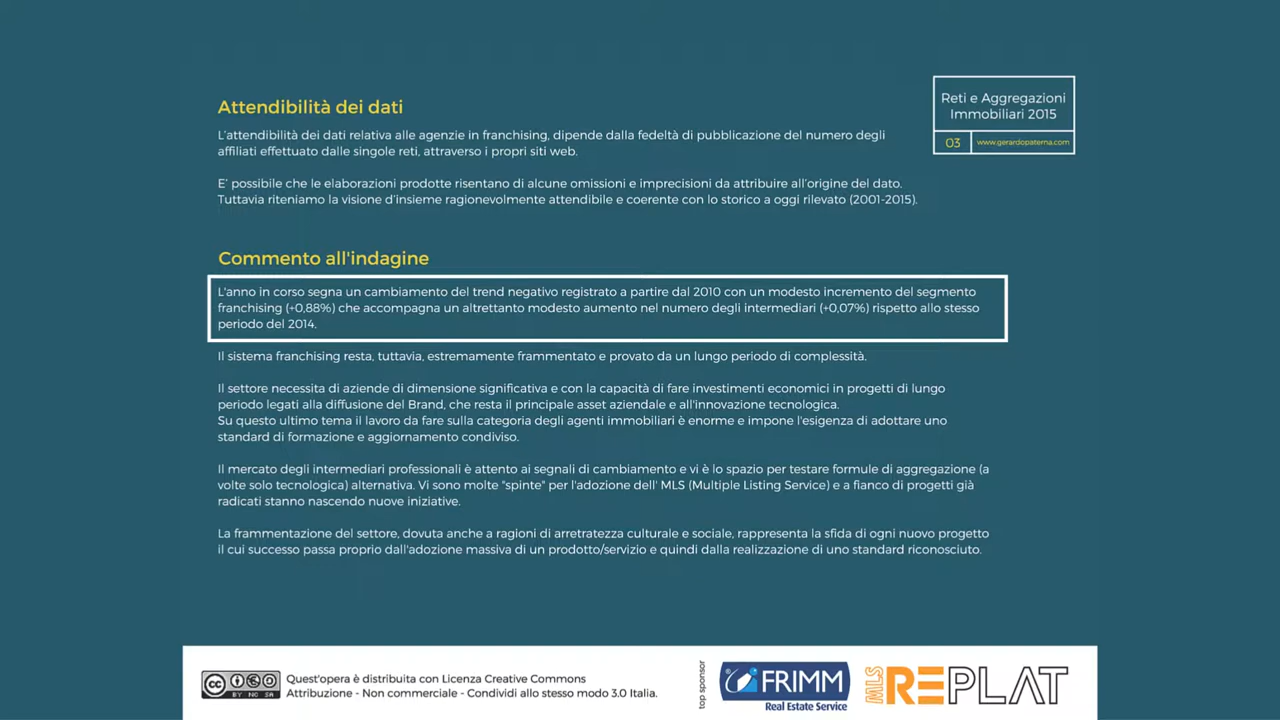 Attendibilità dei dati
L'attendibilità dei dati relativa alle agenzie in franchising, dipende dalla fedeltà di pubblicazione del numero degli
affiliati effettuato dalle singole reti, attraverso i propri siti web.
E' possibile che le elaborazioni prodotte risentano di alcune omissioni e imprecisioni da attribuire all'origine del dato.
Tuttavia riteniamo la visione d'insieme ragionevolmente attendibile e coerente con lo storico a oggi rilevato (2001-2015).
Reti e Aggregazioni
Immobiliari 2015
03 www.gerardopaterna.com
Commento all'indagine
L'anno in corso segna un cambiamento del trend negativo registrato a partire dal 2010 con un modesto incremento del segmento
franchising (+0,88%) che accompagna un altrettanto modesto aumento nel numero degli intermediari (+0,07%) rispetto allo stesso
periodo del 2014.
Il sistema franchising resta, tuttavia, estremamente frammentato e provato da un lungo periodo di complessità.
Il settore necessita di aziende di dimensione significativa e con la capacità di fare investimenti economici in progetti di lungo
periodo legati alla diffusione del Brand, che resta il principale asset aziendale e all'innovazione tecnologica.
Su questo ultimo tema il lavoro da fare sulla categoria degli agenti immobiliari è enorme e impone l'esigenza di adottare uno
standard di formazione e aggiornamento condiviso.
Il mercato degli intermediari professionali è attento ai segnali di cambiamento e vi è lo spazio per testare formule di aggregazione (a
volte solo tecnologica) alternativa. Vi sono molte "spinte" per l'adozione dell' MLS (Multiple Listing Service) e a fianco di progetti già
radicati stanno nascendo nuove iniziative.
La frammentazione del settore, dovuta anche a ragioni di arretratezza culturale e sociale, rappresenta la sfida di ogni nuovo progetto
il cui successo passa proprio dall'adozione massiva di un prodotto/servizio e quindi dalla realizzazione di uno standard riconosciuto.
cc BY NC SA
Quest'opera è distribuita con Licenza Creative Commons
Attribuzione - Non commerciale - Condividi allo stesso modo 3.0 Italia.
top sponsor
FRIMM
Real Estate Service
MLS REPLAT